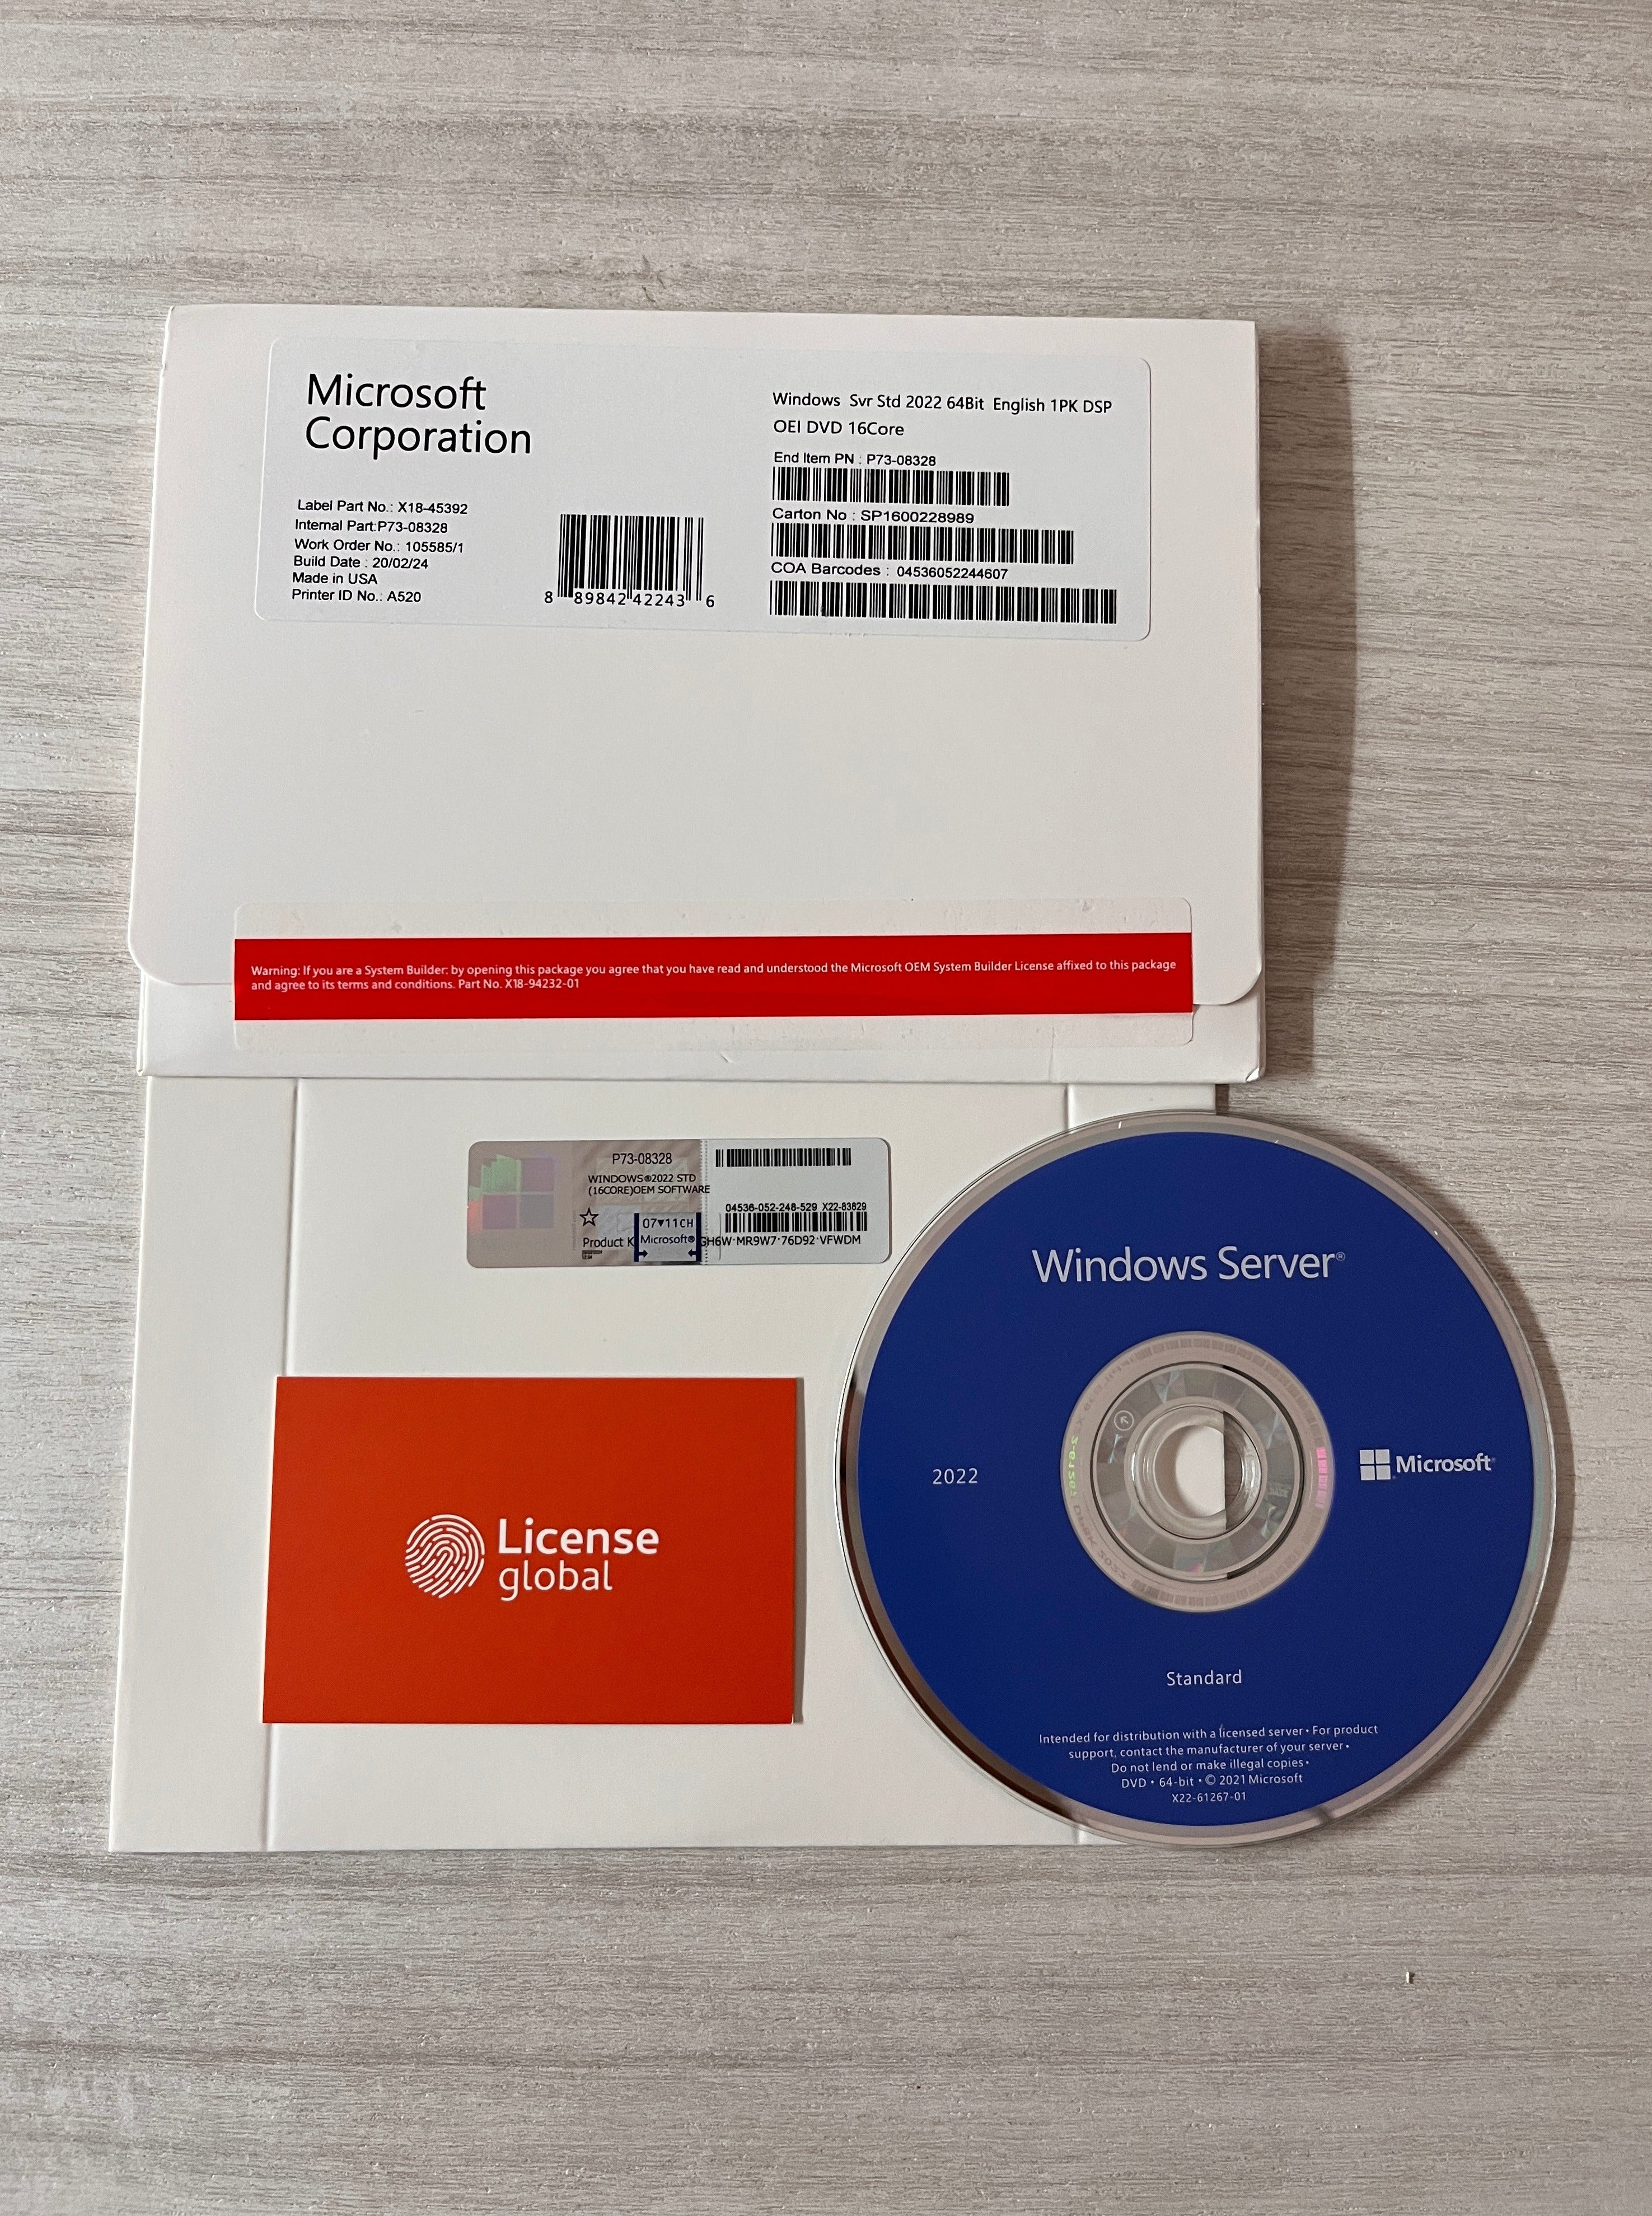 Microsoft
Corporation
Label Part No.: X18-45392
Internal Part:P73-08328
Work Order No.: 105585/1
Build Date : 20/02/24
Made in USA
Printer ID No.: A520
8 89842 42243 6
Windows Svr Std 2022 64Bit English 1PK DSP
OEI DVD 16Core
End Item PN : P73-08328
Carton No : SP1600228989
COA Barcodes : 04536052244607
Warning: If you are a System Builder: by opening this package you agree that you have read and understood the Microsoft OEM System Builder License affixed to this package
and agree to its terms and conditions. Part No. X18-94232-01
P73-08328
WINDOWS®2022 STD
(16CORE)OEM SOFTWARE
04536-052-248-529 X22-83829
07▾11CH
Product K Microsoft® GH6W·MR9W7·76D92·VFWDM
License
global
Windows Server®
2022
Microsoft
Standard
Intended for distribution with a licensed server • For product
support, contact the manufacturer of your server •
Do not lend or make illegal copies •
DVD • 64-bit • © 2021 Microsoft
X22-61267-01